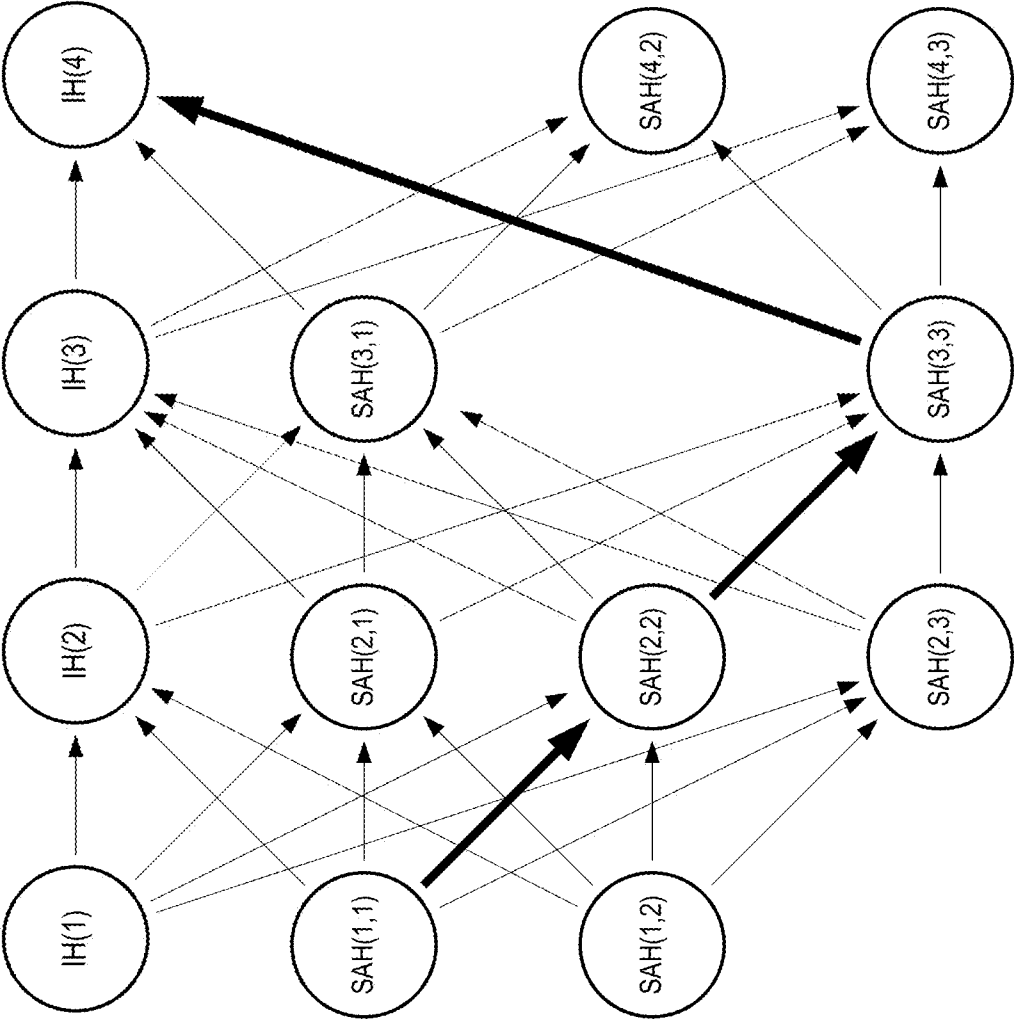 IH(4)
SAH(4,2)
SAH(4,3)
IH(3)
SAH(3,1)
SAH(3,3)
IH(2)
SAH(2,1)
SAH(2,2)
SAH(2,3)
IH(1)
SAH(1,1)
SAH(1,2)